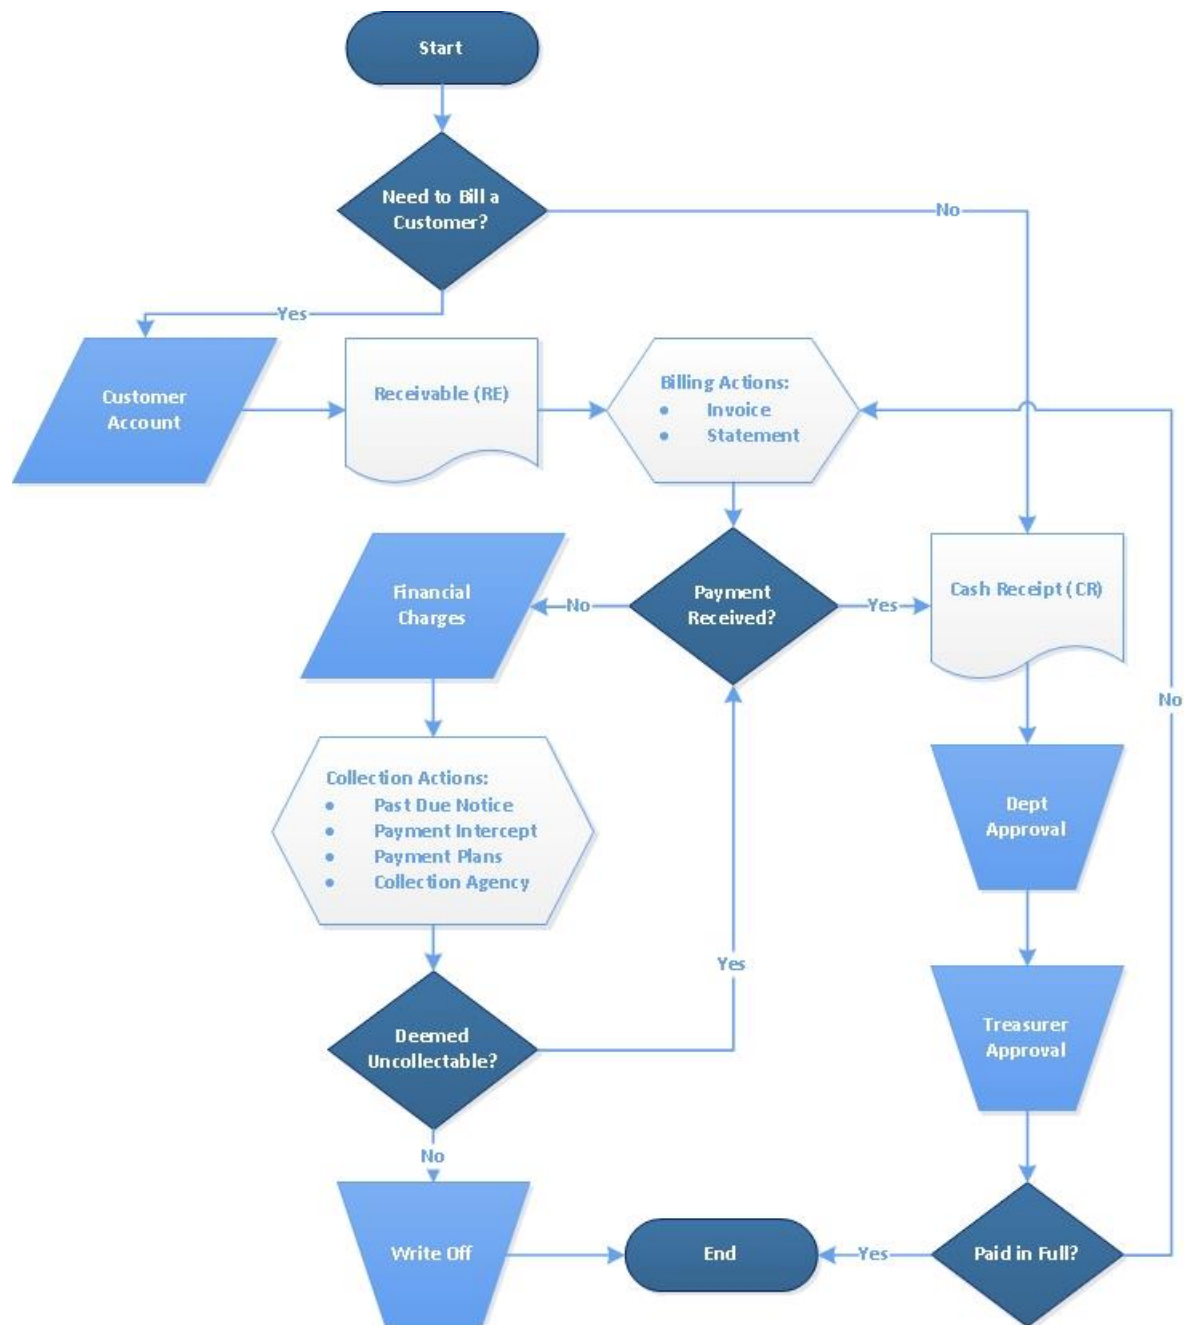 Start
Need to Bill a
Customer?
No
Yes
Customer
Account
Receivable (RE)
Billing Actions:
• Invoice
• Statement
Financial
Charges
No
Payment
Received?
Yes
Cash Receipt (CR)
No
Collection Actions:
• Past Due Notice
• Payment Intercept
• Payment Plans
• Collection Agency
Dept
Approval
Yes
Deemed
Uncollectable?
Treasurer
Approval
No
Write Off
End
Yes
Paid in Full?